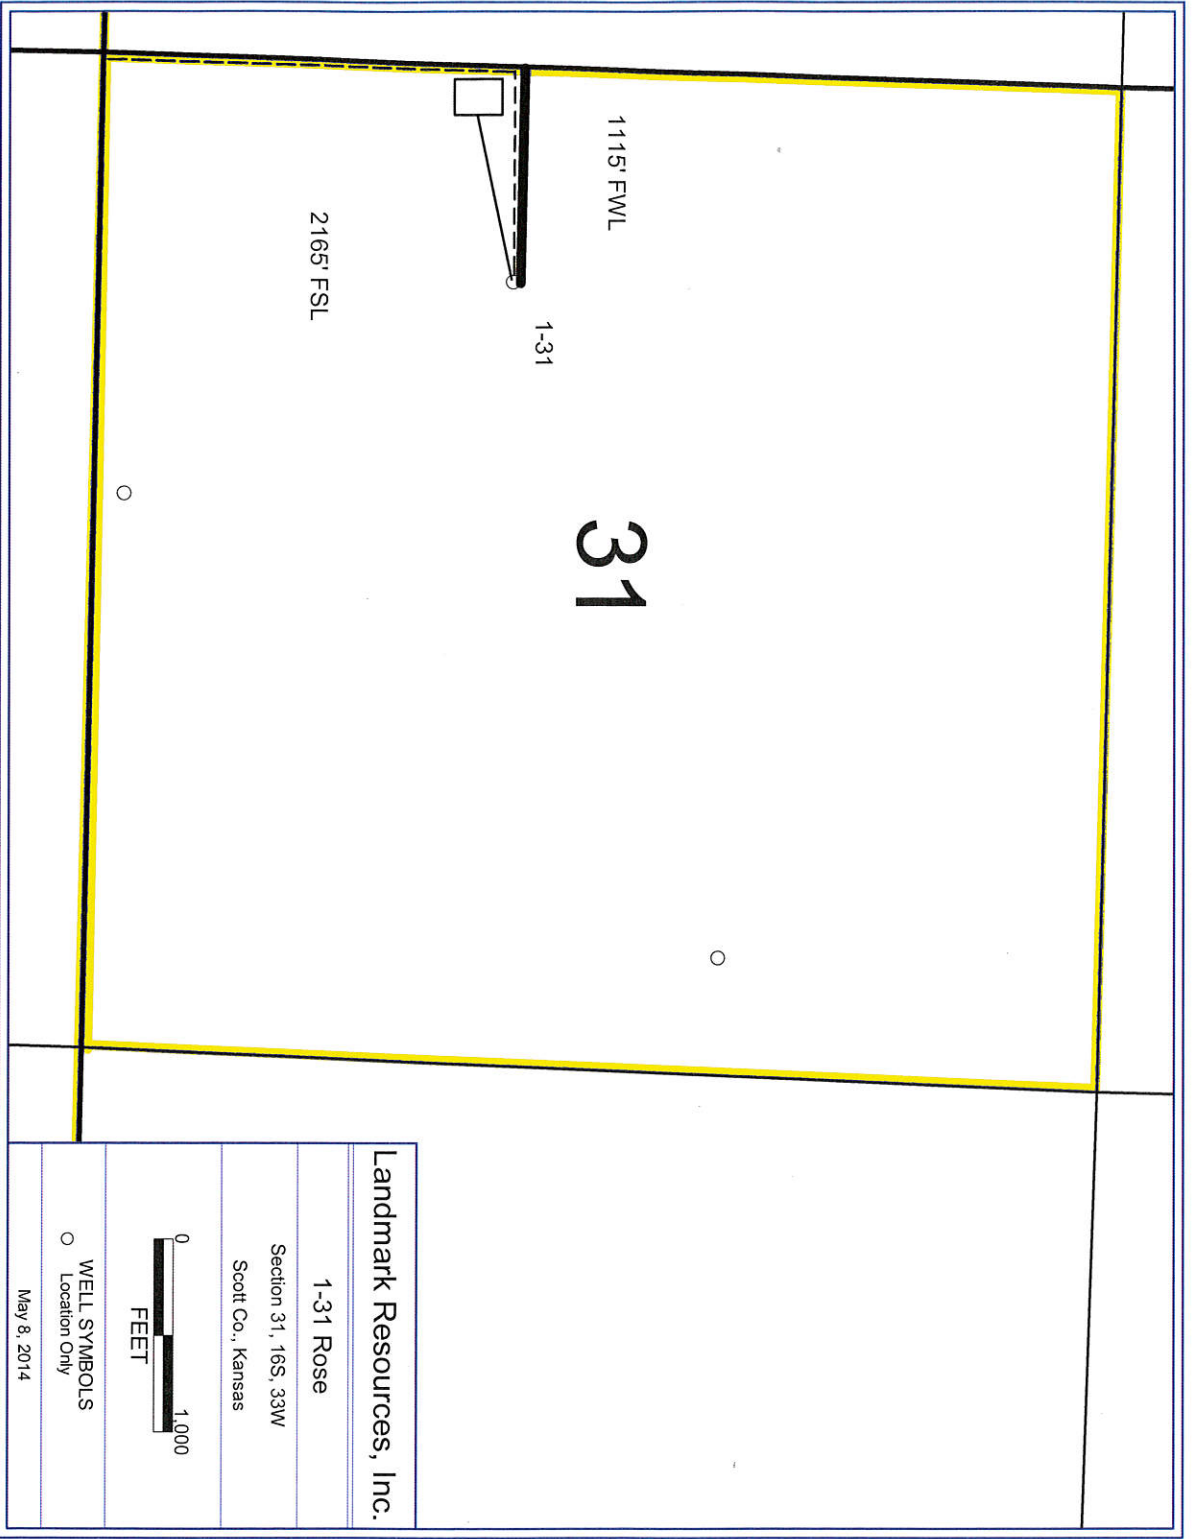 1115' FWL
1-31
2165' FSL
31
Landmark Resources, Inc.
1-31 Rose
Section 31, 16S, 33W
Scott Co., Kansas
0 1,000
FEET
WELL SYMBOLS
Location Only
May 8, 2014